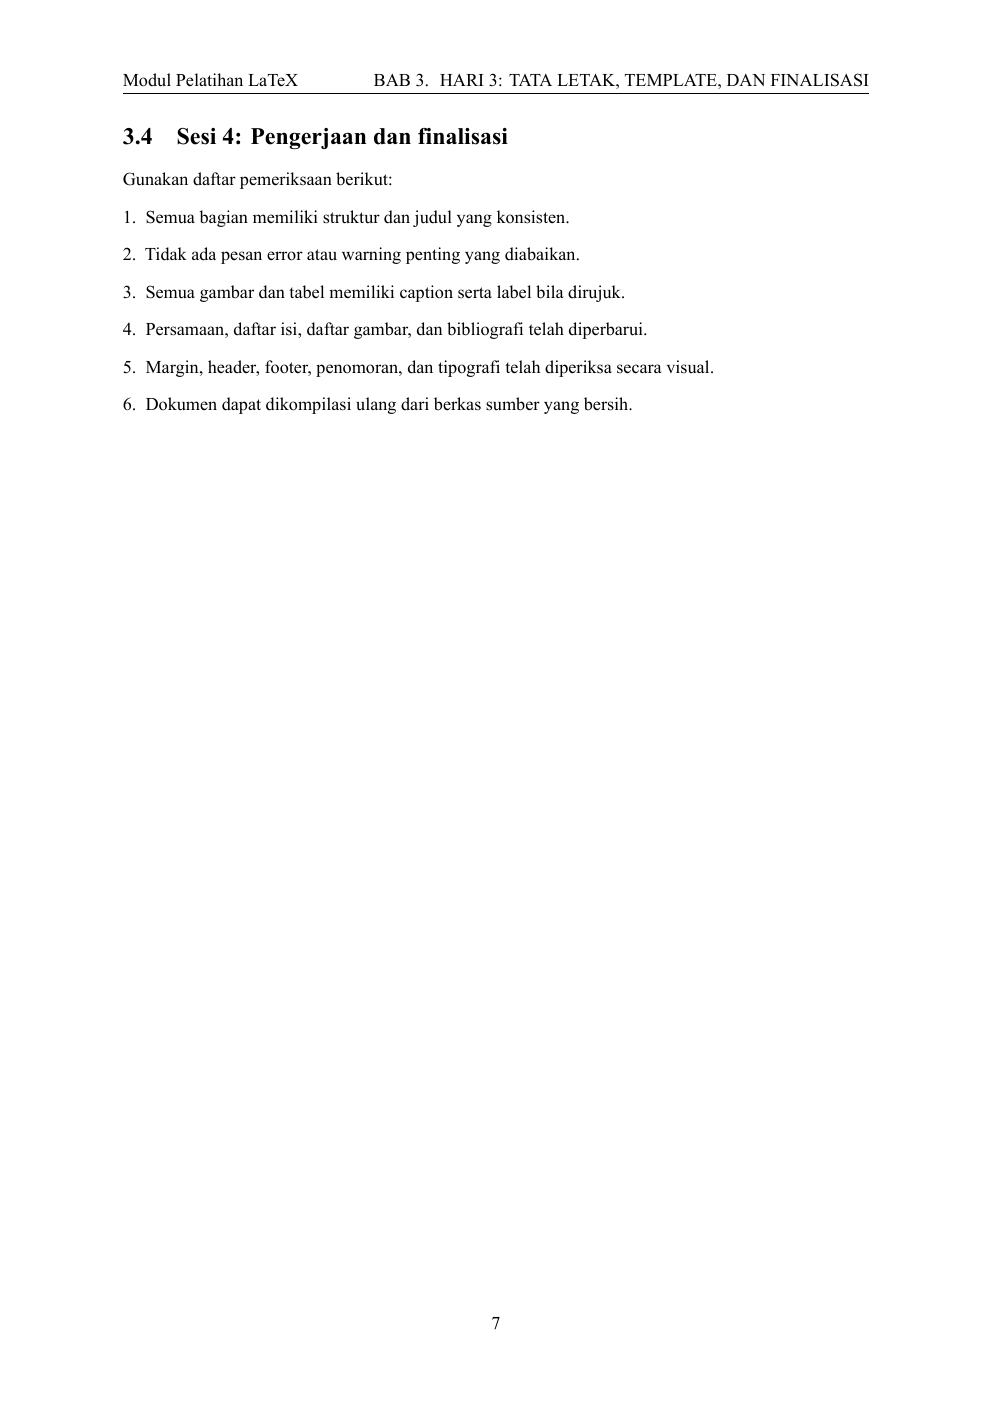 Modul Pelatihan LaTeX BAB 3. HARI 3: TATA LETAK, TEMPLATE, DAN FINALISASI
3.4 Sesi 4: Pengerjaan dan finalisasi
Gunakan daftar pemeriksaan berikut:
1. Semua bagian memiliki struktur dan judul yang konsisten.
2. Tidak ada pesan error atau warning penting yang diabaikan.
3. Semua gambar dan tabel memiliki caption serta label bila dirujuk.
4. Persamaan, daftar isi, daftar gambar, dan bibliografi telah diperbarui.
5. Margin, header, footer, penomoran, dan tipografi telah diperiksa secara visual.
6. Dokumen dapat dikompilasi ulang dari berkas sumber yang bersih.
7